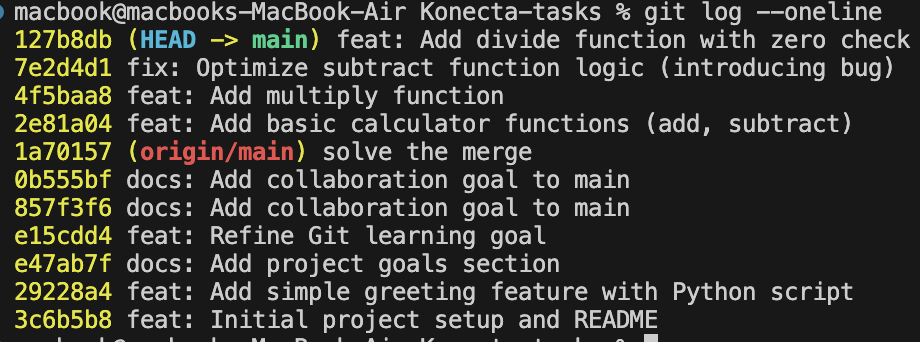 macbook@macbooks-MacBook-Air Konecta-tasks % git log --oneline
127b8db (HEAD -> main) feat: Add divide function with zero check
7e2d4d1 fix: Optimize subtract function logic (introducing bug)
4f5baa8 feat: Add multiply function
2e81a04 feat: Add basic calculator functions (add, subtract)
1a70157 (origin/main) solve the merge
0b555bf docs: Add collaboration goal to main
857f3f6 docs: Add collaboration goal to main
e15cdd4 feat: Refine Git learning goal
e47ab7f docs: Add project goals section
29228a4 feat: Add simple greeting feature with Python script
3c6b5b8 feat: Initial project setup and README